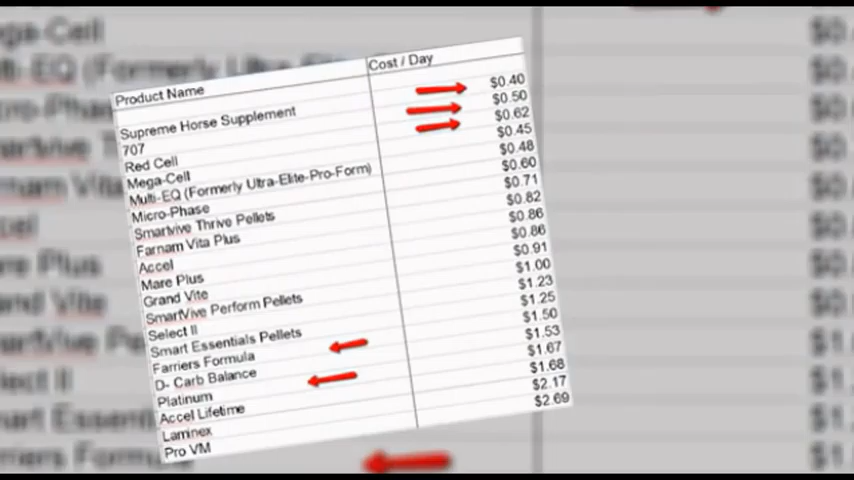 Product Name Cost / Day
Supreme Horse Supplement $0.40
707 $0.50
Red Cell $0.62
Mega-Cell $0.45
Multi-EQ (Formerly Ultra-Elite-Pro-Form) $0.48
Micro-Phase $0.60
Smartvive Thrive Pellets $0.71
Farnam Vita Plus $0.82
Accel $0.86
Mare Plus $0.86
Grand Vite $0.91
SmartVive Perform Pellets $1.00
Select II $1.23
Smart Essentials Pellets $1.25
Farriers Formula $1.50
D- Carb Balance $1.53
Platinum $1.67
Accel Lifetime $1.68
Laminex $2.17
Pro VM $2.69